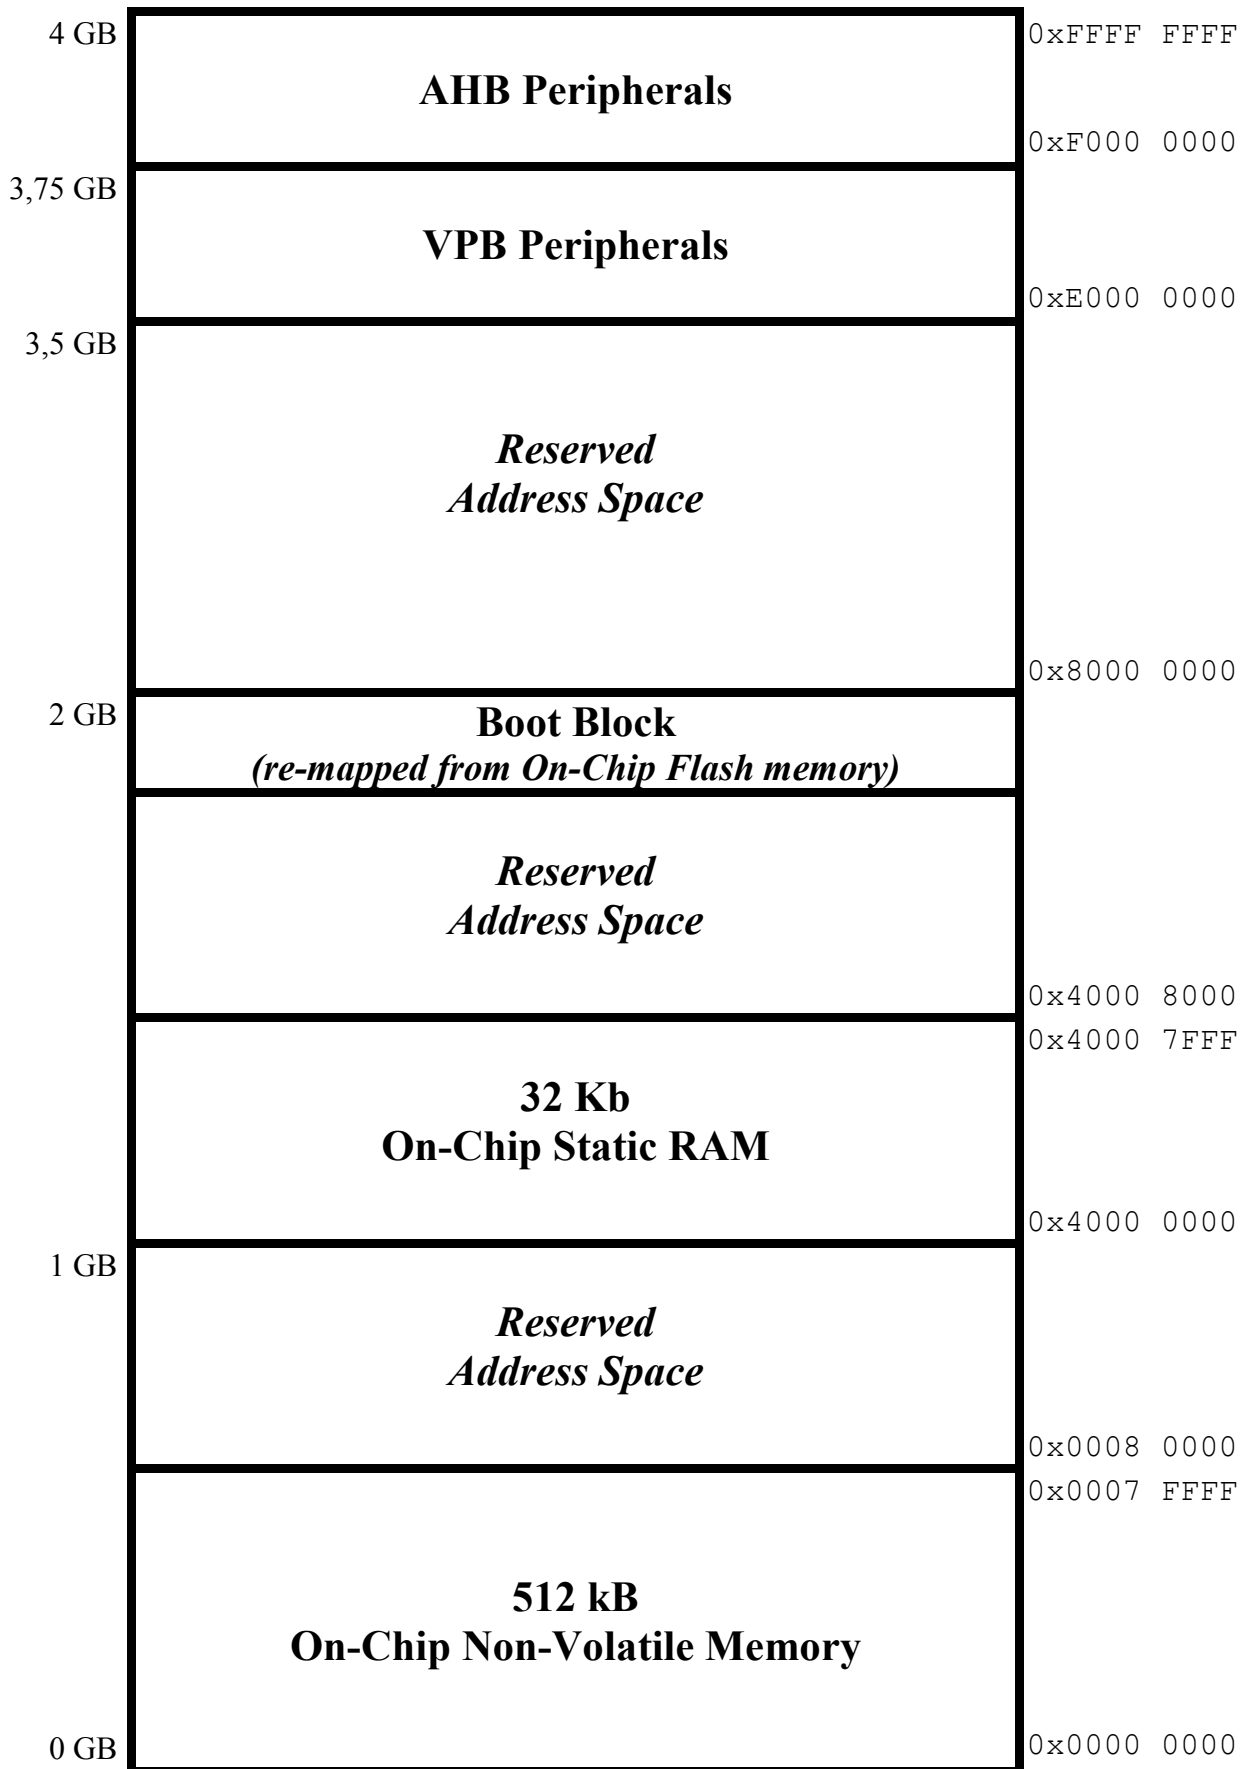 4 GB
0xFFFF FFFF
AHB Peripherals
0xF000 0000
3,75 GB
VPB Peripherals
0xE000 0000
3,5 GB
Reserved
Address Space
0x8000 0000
2 GB
Boot Block
(re-mapped from On-Chip Flash memory)
Reserved
Address Space
0x4000 8000
0x4000 7FFF
32 Kb
On-Chip Static RAM
0x4000 0000
1 GB
Reserved
Address Space
0x0008 0000
0x0007 FFFF
512 kB
On-Chip Non-Volatile Memory
0 GB
0x0000 0000